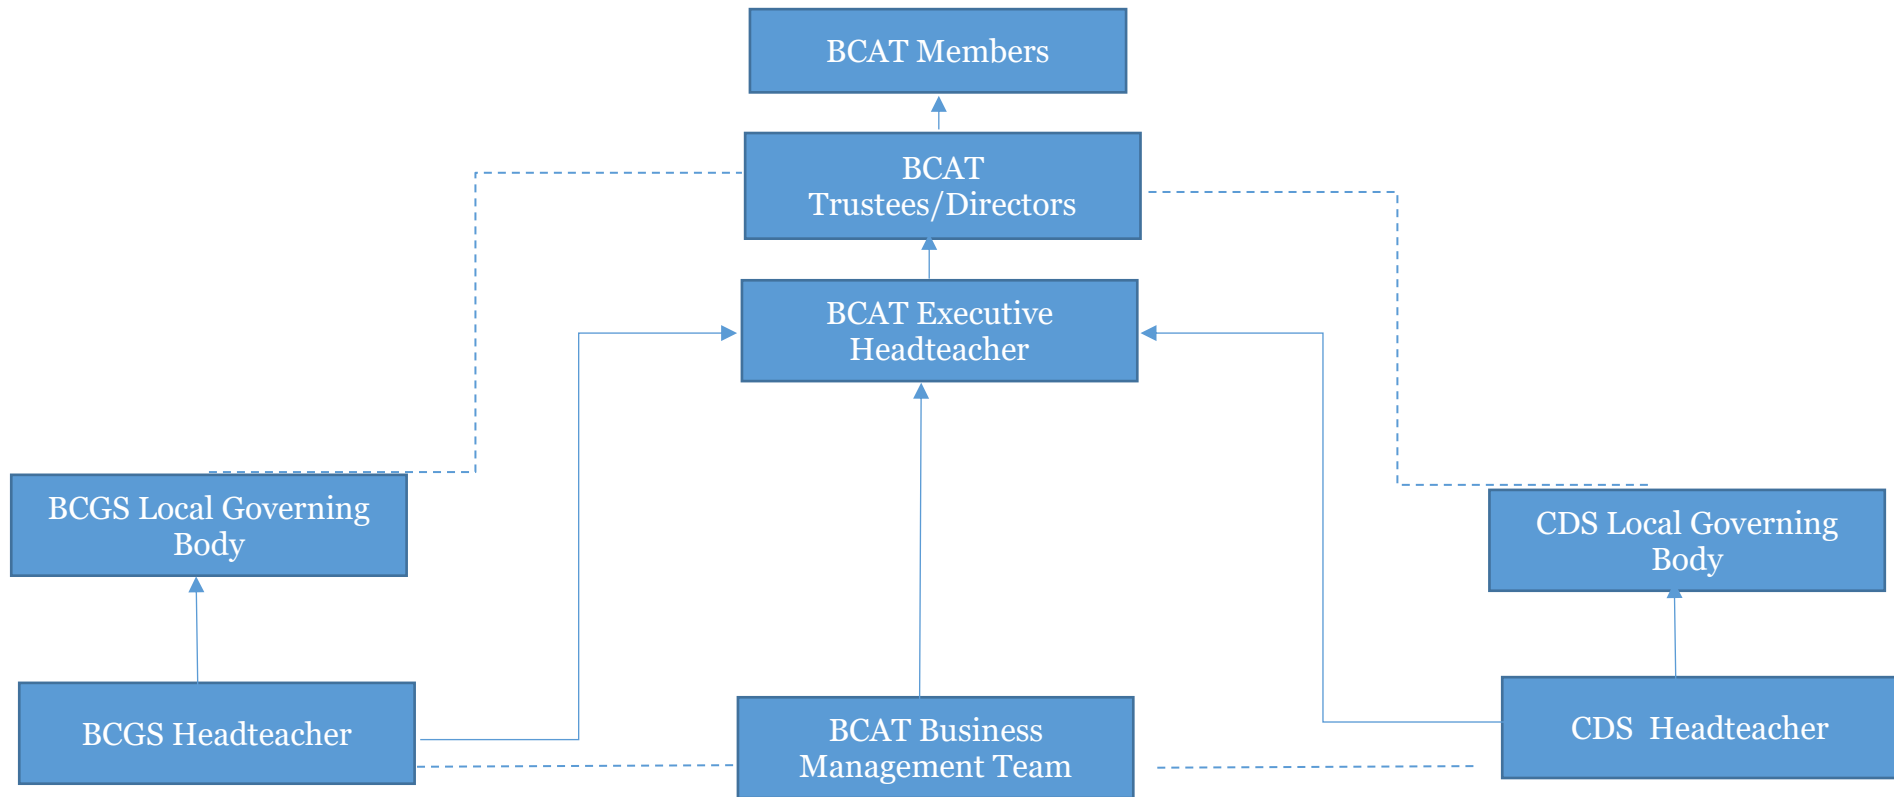 BCAT Members
BCAT
Trustees/Directors
BCAT Executive
Headteacher
BCGS Local Governing
Body
CDS Local Governing
Body
BCGS Headteacher
BCAT Business
Management Team
CDS  Headteacher